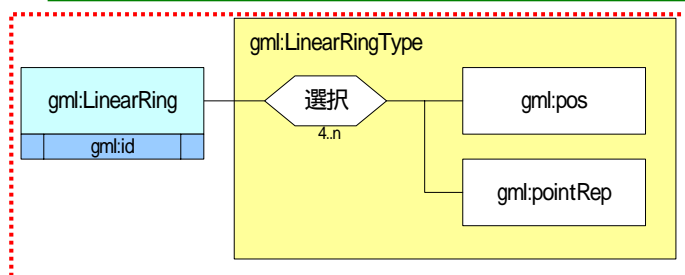 gml:LinearRingType
gml:LinearRing
選択
gml:pos
4..n
gml:id
gml:pointRep